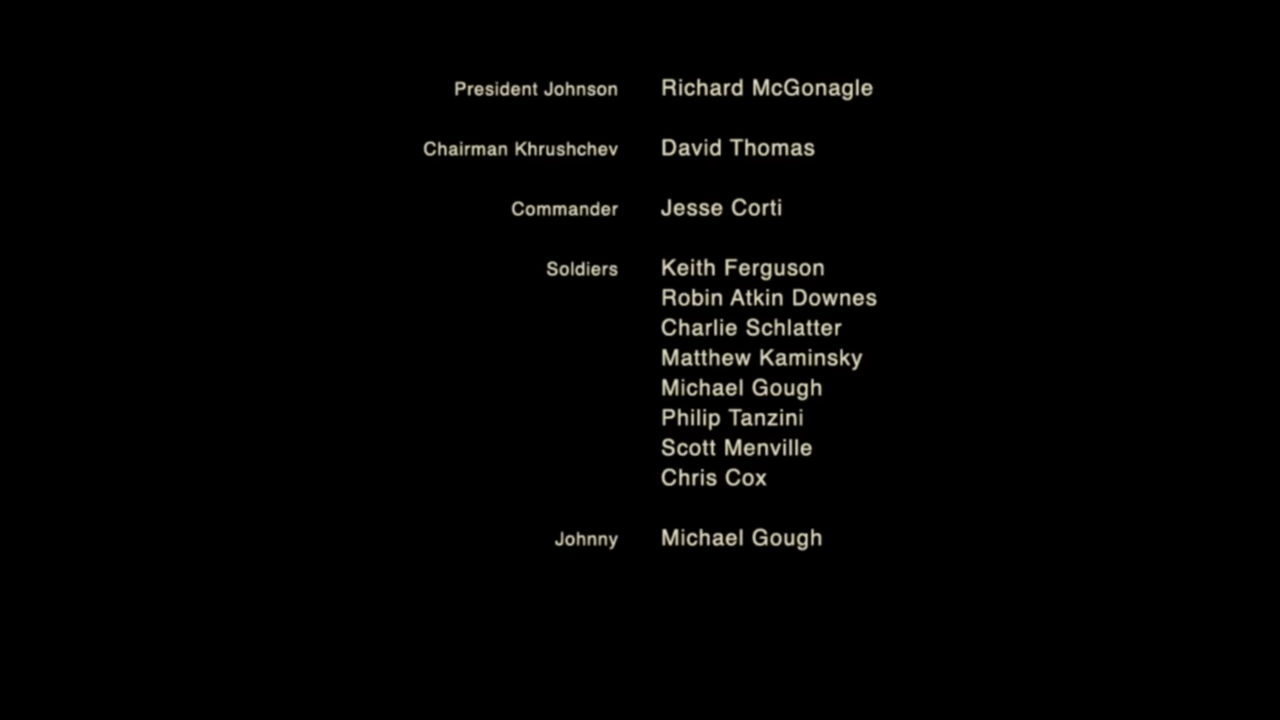 President Johnson Richard McGonagle
Chairman Khrushchev David Thomas
Commander Jesse Corti
Soldiers Keith Ferguson
Robin Atkin Downes
Charlie Schlatter
Matthew Kaminsky
Michael Gough
Philip Tanzini
Scott Menville
Chris Cox
Johnny Michael Gough